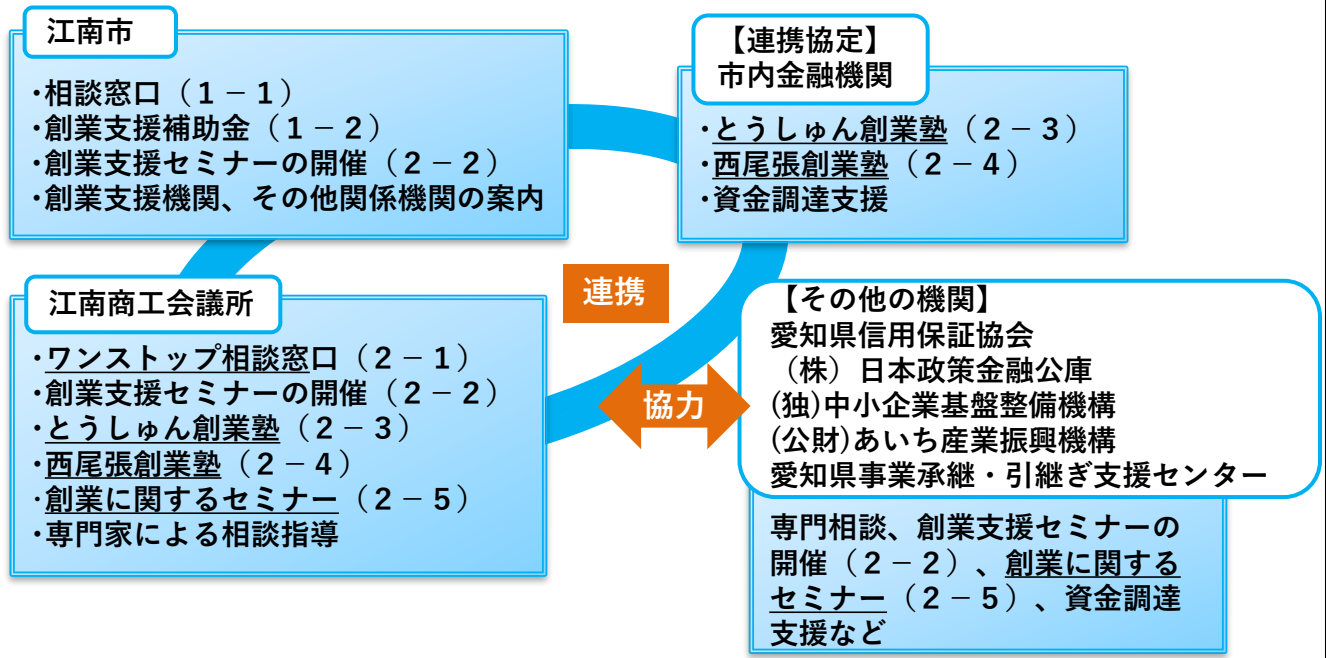 江南市
・相談窓口（１－１）
・創業支援補助金（１－２）
・創業支援セミナーの開催（２－２）
・創業支援機関、その他関係機関の案内
【連携協定】
市内金融機関
・とうしゅん創業塾（２－３）
・西尾張創業塾（２－４）
・資金調達支援
江南商工会議所
・ワンストップ相談窓口（２－１）
・創業支援セミナーの開催（２－２）
・とうしゅん創業塾（２－３）
・西尾張創業塾（２－４）
・創業に関するセミナー（２－５）
・専門家による相談指導
連携
協力
【その他の機関】
愛知県信用保証協会
（株）日本政策金融公庫
(独)中小企業基盤整備機構
(公財)あいち産業振興機構
愛知県事業承継・引継ぎ支援センター
専門相談、創業支援セミナーの
開催（２－２）、創業に関する
セミナー（２－５）、資金調達
支援など